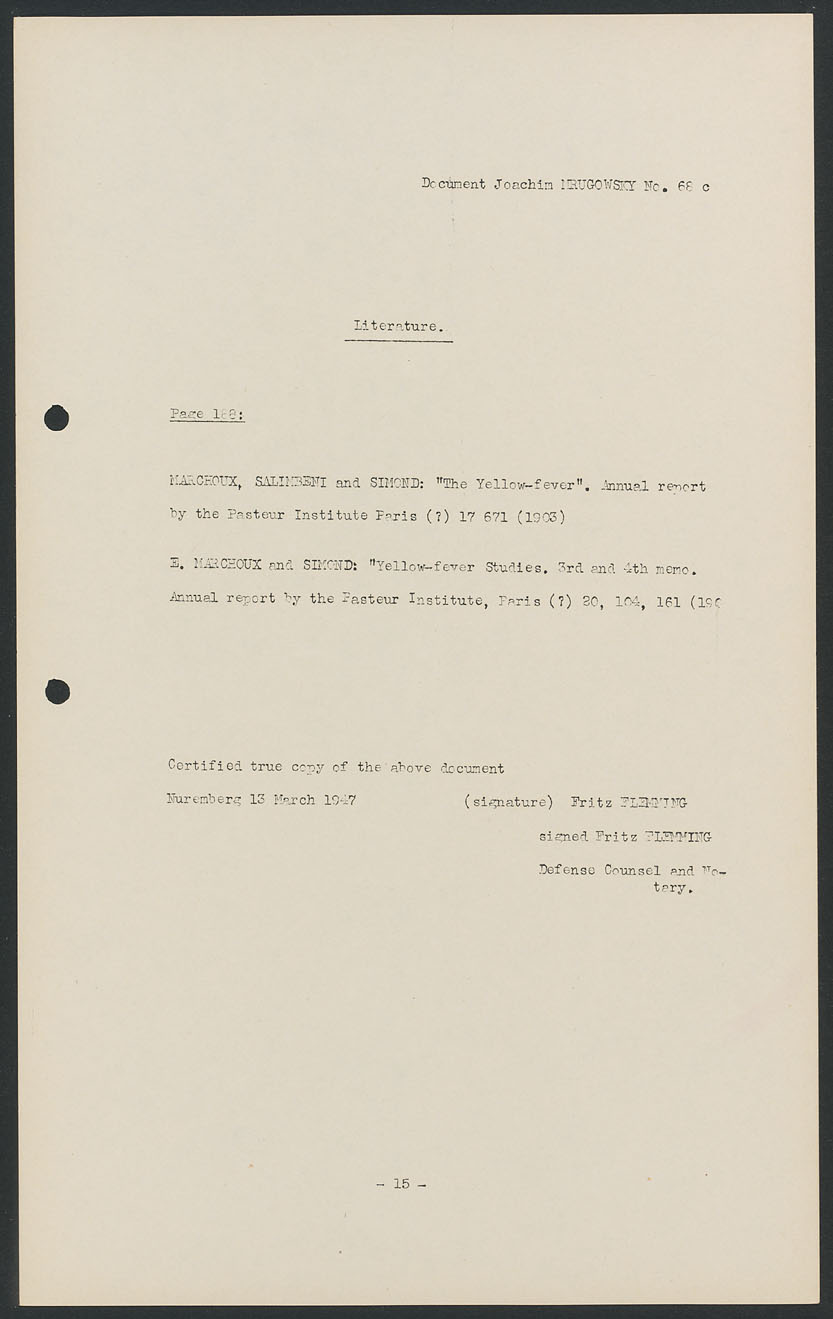 Document Joachim MRUGOWSKY No. 68 c
Literature.
Page 188:
MARCHOUX, SALIMBENI and SIMOND: "The Yellow-fever". Annual report
by the Pasteur Institute Paris (?) 17 671 (1903)
E. MARCHOUX and SIMOND: "Yellow-fever Studies. 3rd and 4th memo.
Annual report by the Pasteur Institute, Paris (?) 20, 104, 161 (190
Certified true copy of the above document
Nuremberg 13 March 1947 (signature) Fritz FLEMMING
signed Fritz FLEMMING
Defense Counsel and No-
tary.
- 15 -